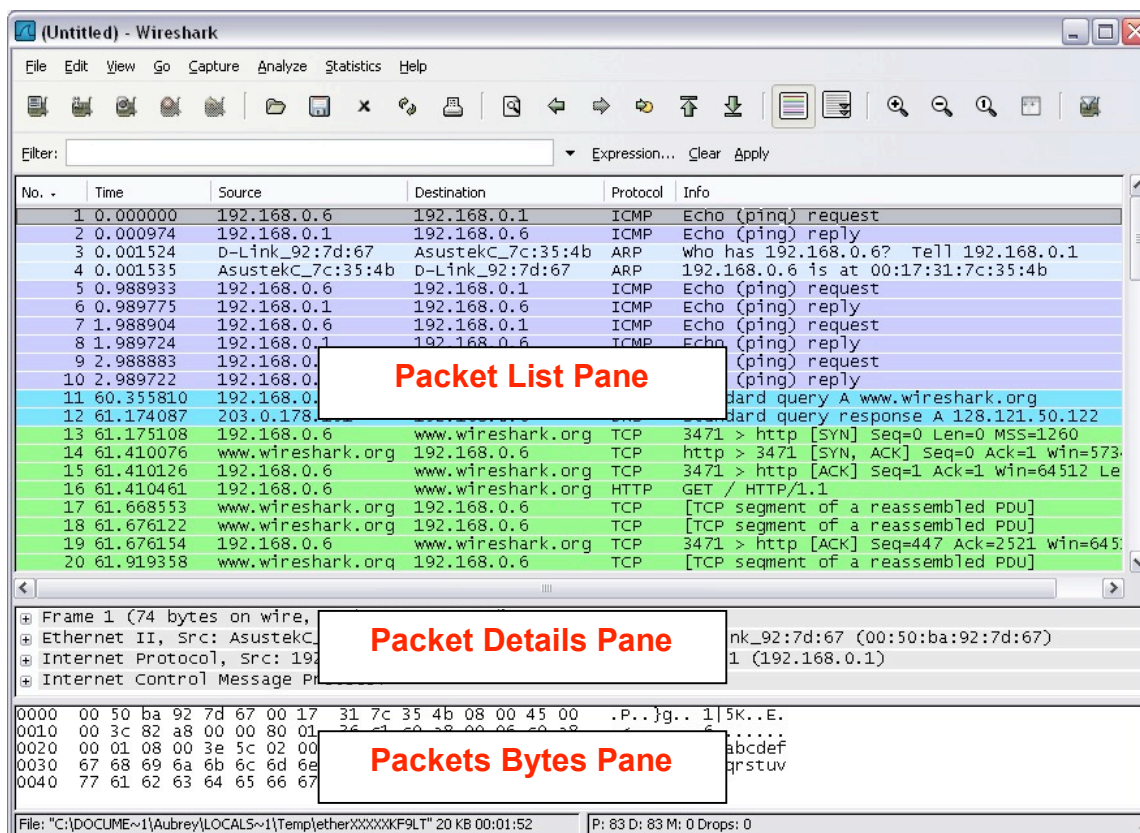 (Untitled) - Wireshark
File Edit View Go Capture Analyze Statistics Help
Filter: Expression... Clear Apply
No. Time Source Destination Protocol Info
1 0.000000 192.168.0.6 192.168.0.1 ICMP Echo (ping) request
2 0.000974 192.168.0.1 192.168.0.6 ICMP Echo (ping) reply
3 0.001524 D-Link_92:7d:67 AsustekC_7c:35:4b ARP who has 192.168.0.6? Tell 192.168.0.1
4 0.001535 AsustekC_7c:35:4b D-Link_92:7d:67 ARP 192.168.0.6 is at 00:17:31:7c:35:4b
5 0.988933 192.168.0.6 192.168.0.1 ICMP Echo (ping) request
6 0.989775 192.168.0.1 192.168.0.6 ICMP Echo (ping) reply
7 1.988904 192.168.0.6 192.168.0.1 ICMP Echo (ping) request
8 1.989724 192.168.0.1 192.168.0.6 ICMP Echo (ping) reply
9 2.988883 192.168.0. (ping) request
Packet List Pane
10 2.989722 192.168.0. (ping) reply
11 60.355810 192. query A www.wireshark.org
12 61.174087 203.0.178. query response A 128.121.50.122
13 61.175108 192.168.0.6 www.wireshark.org TCP 3471 > http [SYN] Seq=0 Len=0 MSS=1260
14 61.410076 www.wireshark.org 192.168.0.6 TCP http > 3471 [SYN, ACK] Seq=0 Ack=1 Win=573
15 61.410126 192.168.0.6 www.wireshark.org TCP 3471 > http [ACK] Seq=1 Ack=1 Win=64512 Le
16 61.410461 192.168.0.6 www.wireshark.org HTTP GET / HTTP/1.1
17 61.668553 www.wireshark.org 192.168.0.6 TCP [TCP segment of a reassembled PDU]
18 61.676122 www.wireshark.org 192.168.0.6 TCP [TCP segment of a reassembled PDU]
19 61.676154 192.168.0.6 www.wireshark.org TCP 3471 > http [ACK] Seq=447 Ack=2521 Win=645
20 61.919358 www.wireshark.org 192.168.0.6 TCP [TCP segment of a reassembled PDU]
Frame 1 (74 bytes on wire,
Ethernet II, Src: AsustekC_ nk_92:7d:67 (00:50:ba:92:7d:67)
Packet Details Pane
Internet Protocol, Src: 192 1 (192.168.0.1)
Internet Control Message
0000 00 50 ba 92 7d 67 00 17 31 7c 35 4b 08 00 45 00 .P..}g.. 1|5K..E.
0010 00 3c 82 a8 00 00 80 01
0020 00 01 08 00 3e 5c 02 00 abcdef
Packets Bytes Pane
0030 67 68 69 6a 6b 6c 6d 6e qrstuv
0040 77 61 62 63 64 65 66 67
File: "C:\DOCUME~1\Aubrey\LOCALS~1\Temp\etherXXXXKF9LT" 20 KB 00:01:52 P: 83 D: 83 M: 0 Drops: 0